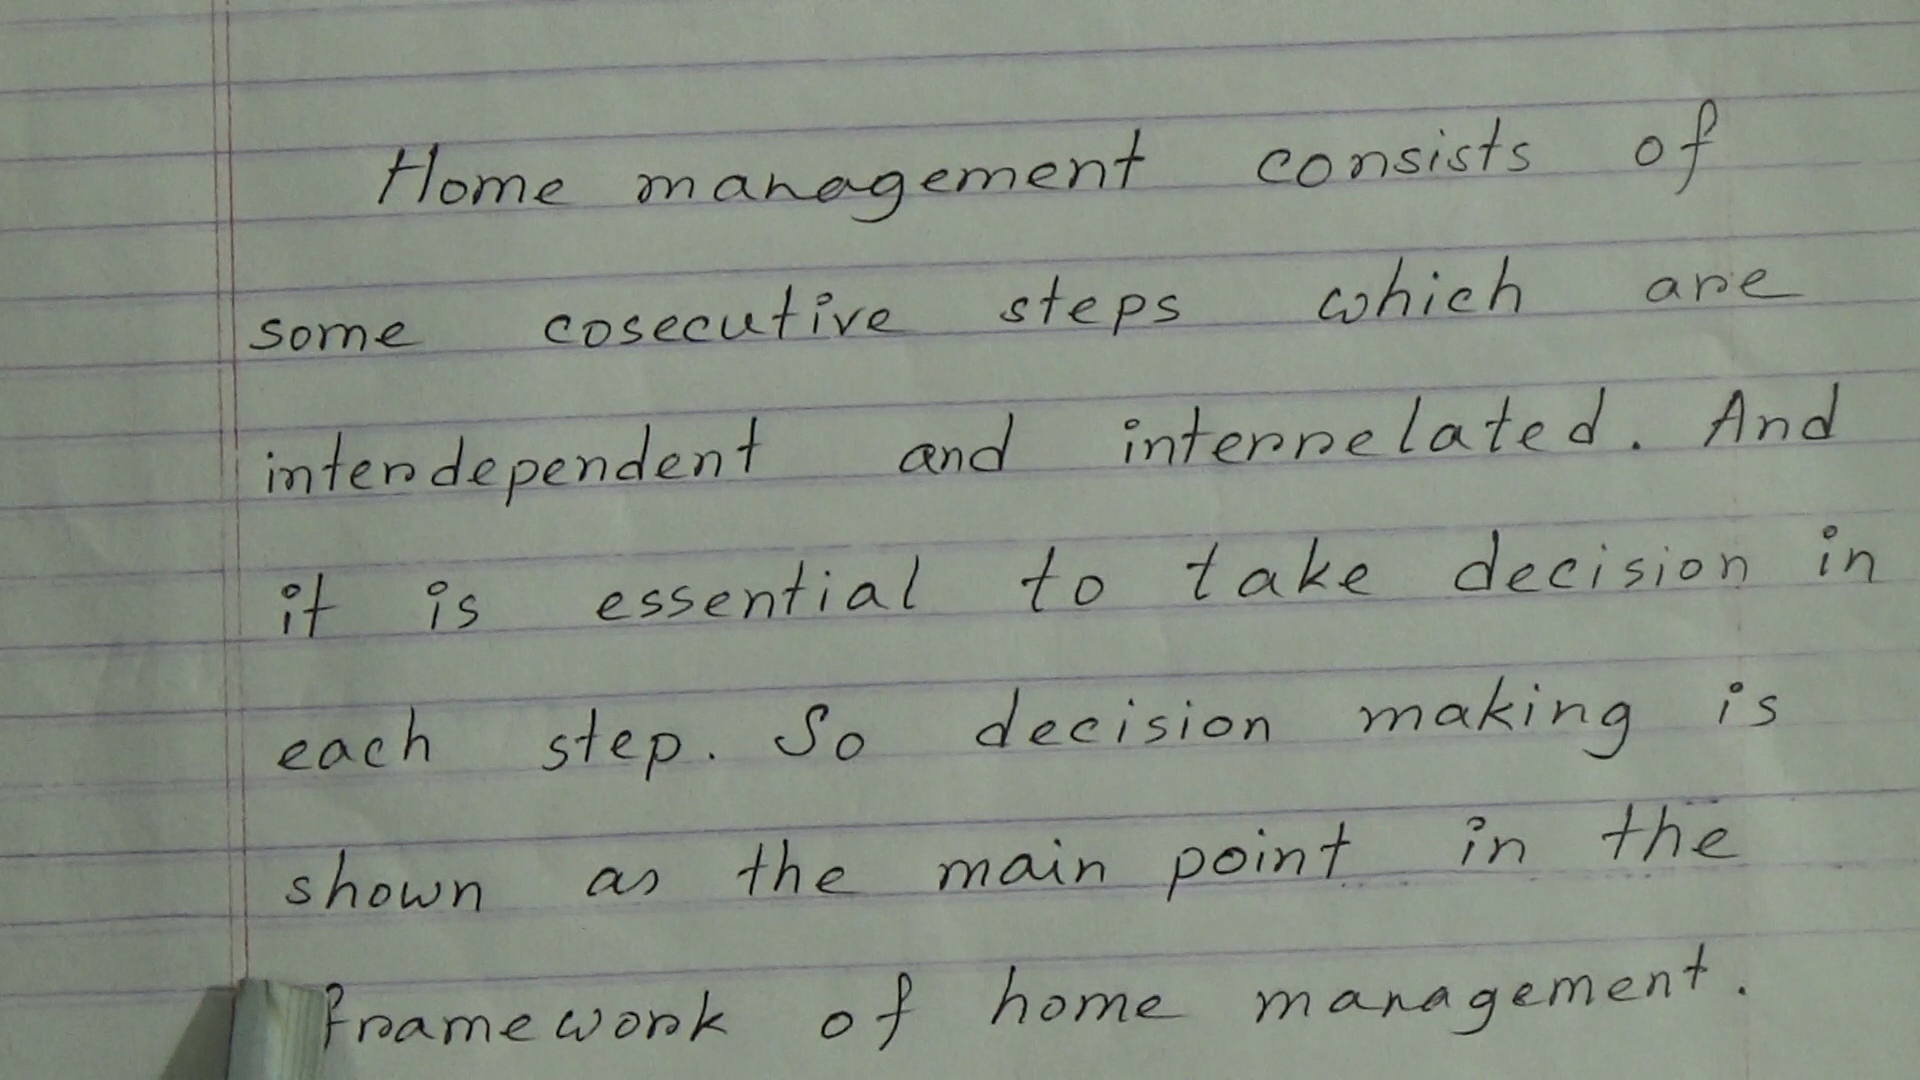 Home management consists of
some cosecutive steps which are
interdependent and interrelated. And
it is essential to take decision in
each step. So decision making is
shown as the main point in the
framework of home management.